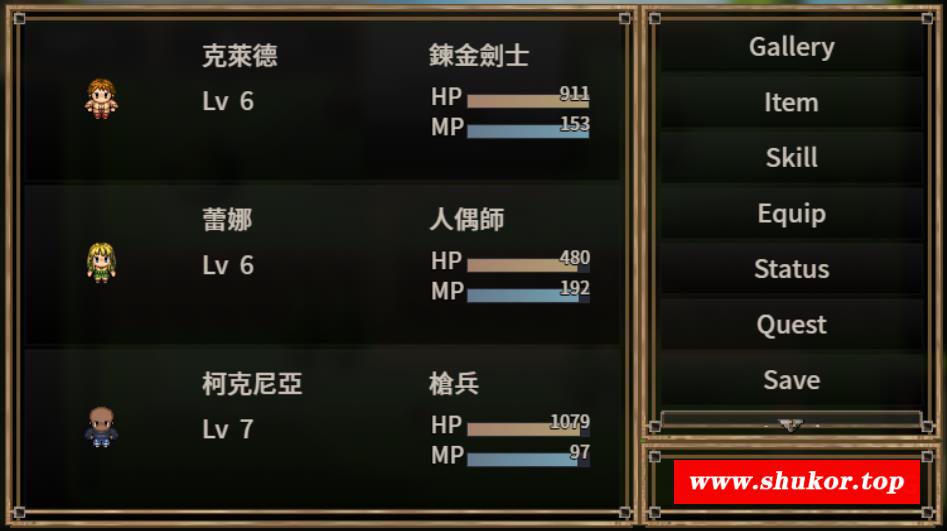 克萊德 鍊金劍士
Lv 6 HP 911
MP 153
蕾娜 人偶師
Lv 6 HP 480
MP 192
柯克尼亞 槍兵
Lv 7 HP 1079
MP 97
Gallery
Item
Skill
Equip
Status
Quest
Save
www.shukor.top